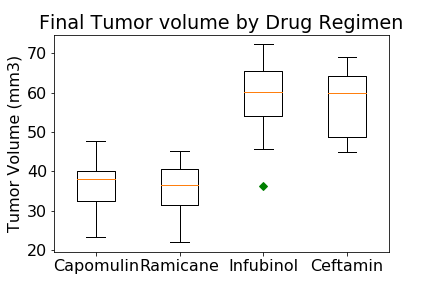 Final Tumor volume by Drug Regimen
Tumor Volume (mm3)
70
60
50
40
30
20
Capomulin Ramicane Infubinol Ceftamin